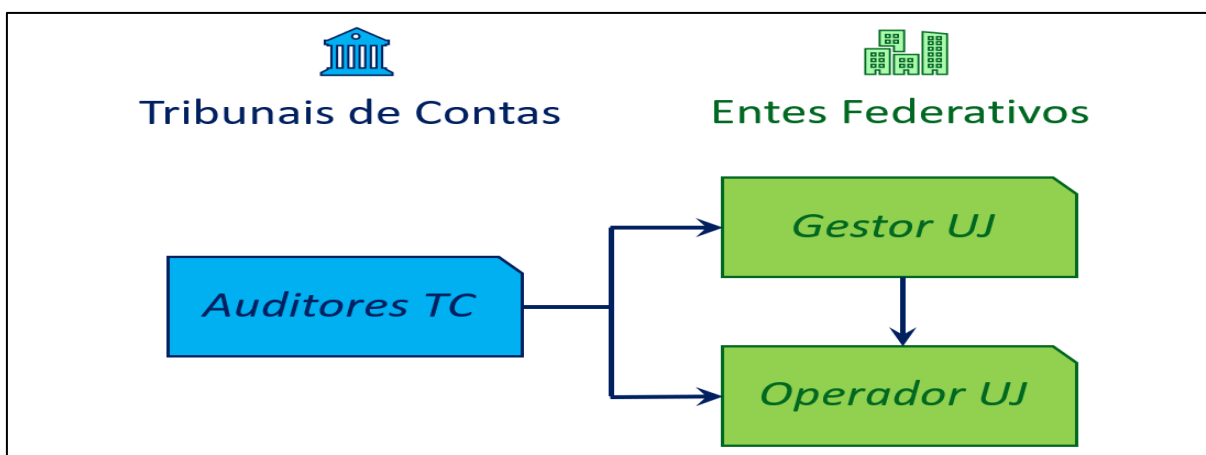 Tribunais de Contas
Entes Federativos
Gestor UJ
Auditores TC
Operador UJ